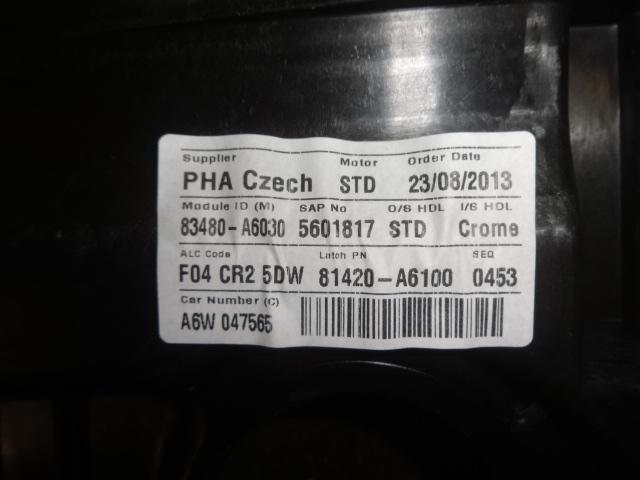 Supplier Motor Order Date
PHA Czech STD 23/08/2013
Module ID (M) SAP No O/S HDL I/S HDL
83480-A6030 5601817 STD Crome
ALC Code Latch PN SEQ
F04 CR2 5DW 81420-A6100 0453
Car Number (C)
A6W 047565